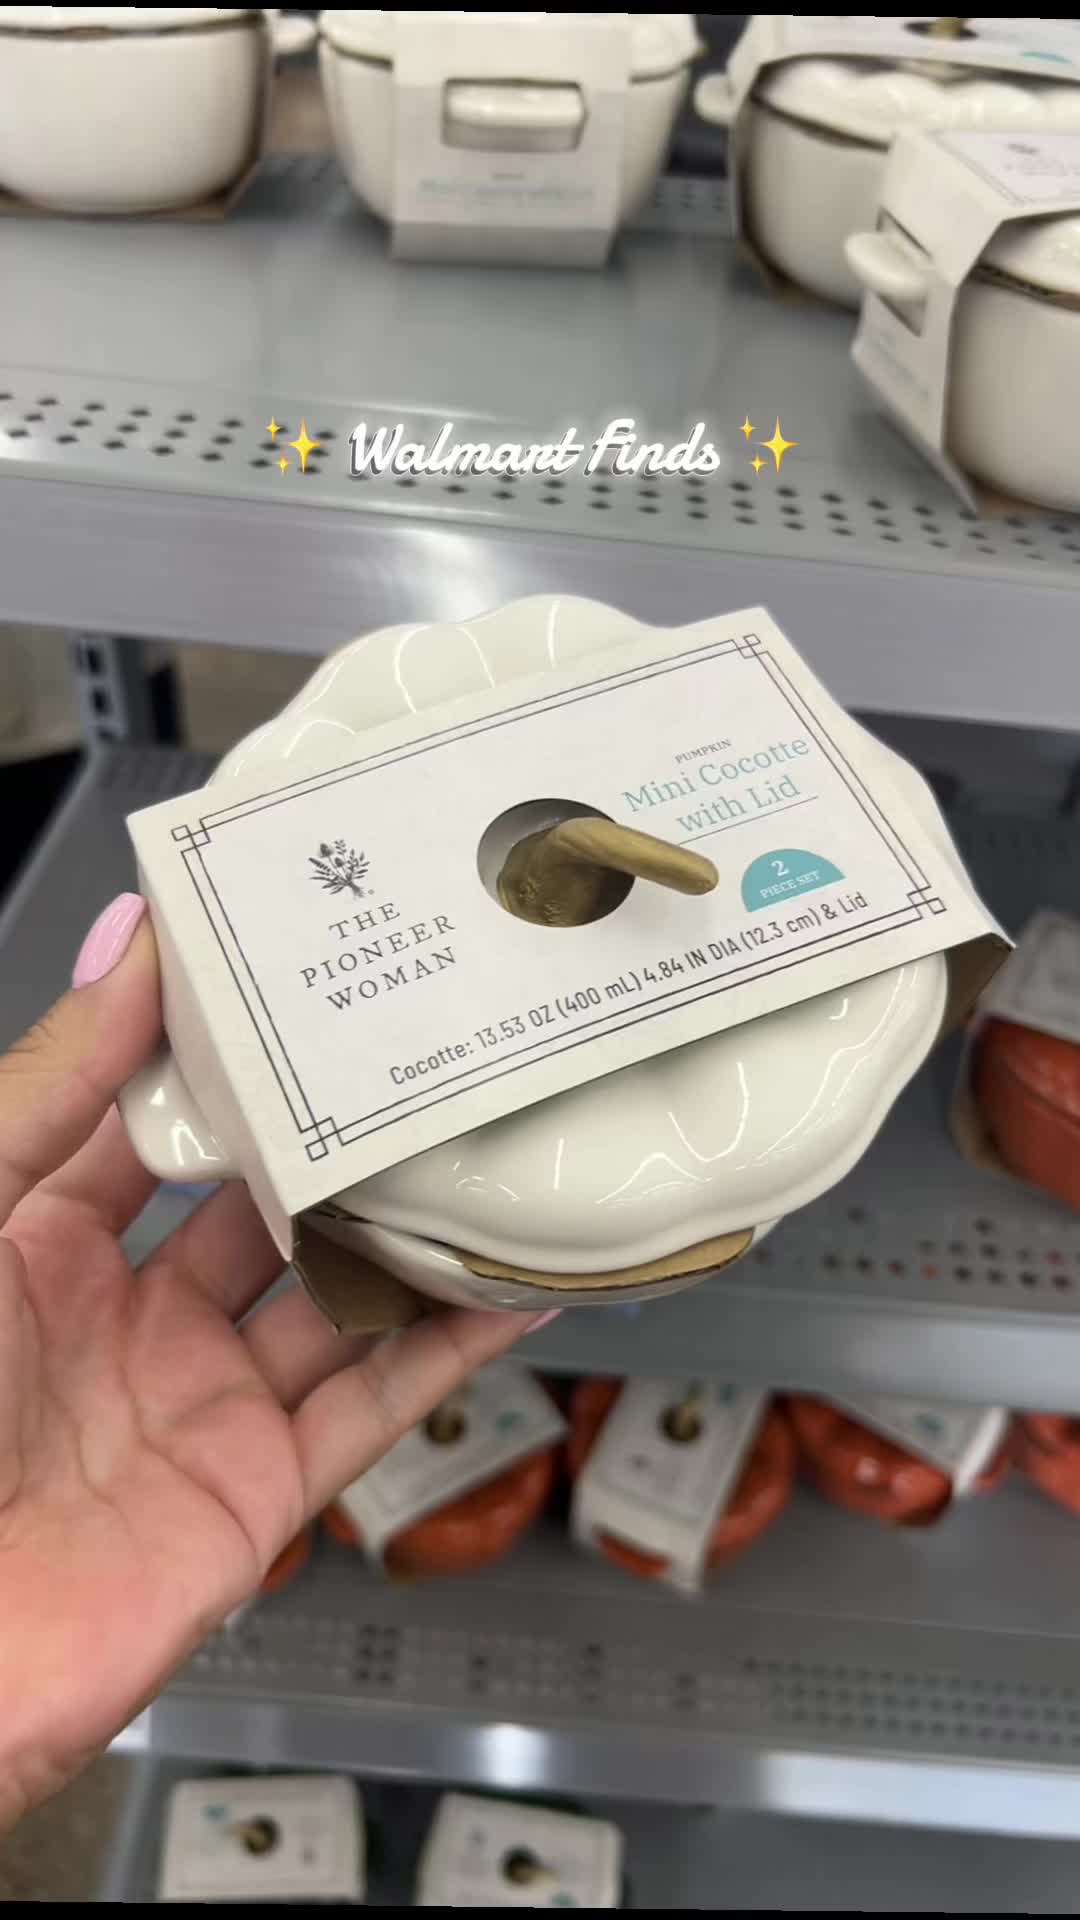 ✨ Walmart finds ✨
PUMPKIN
Mini Cocotte
with Lid
2
PIECE SET
THE
PIONEER
WOMAN
Cocotte: 13.53 OZ (400 mL) 4.84 IN DIA (12.3 cm) & Lid